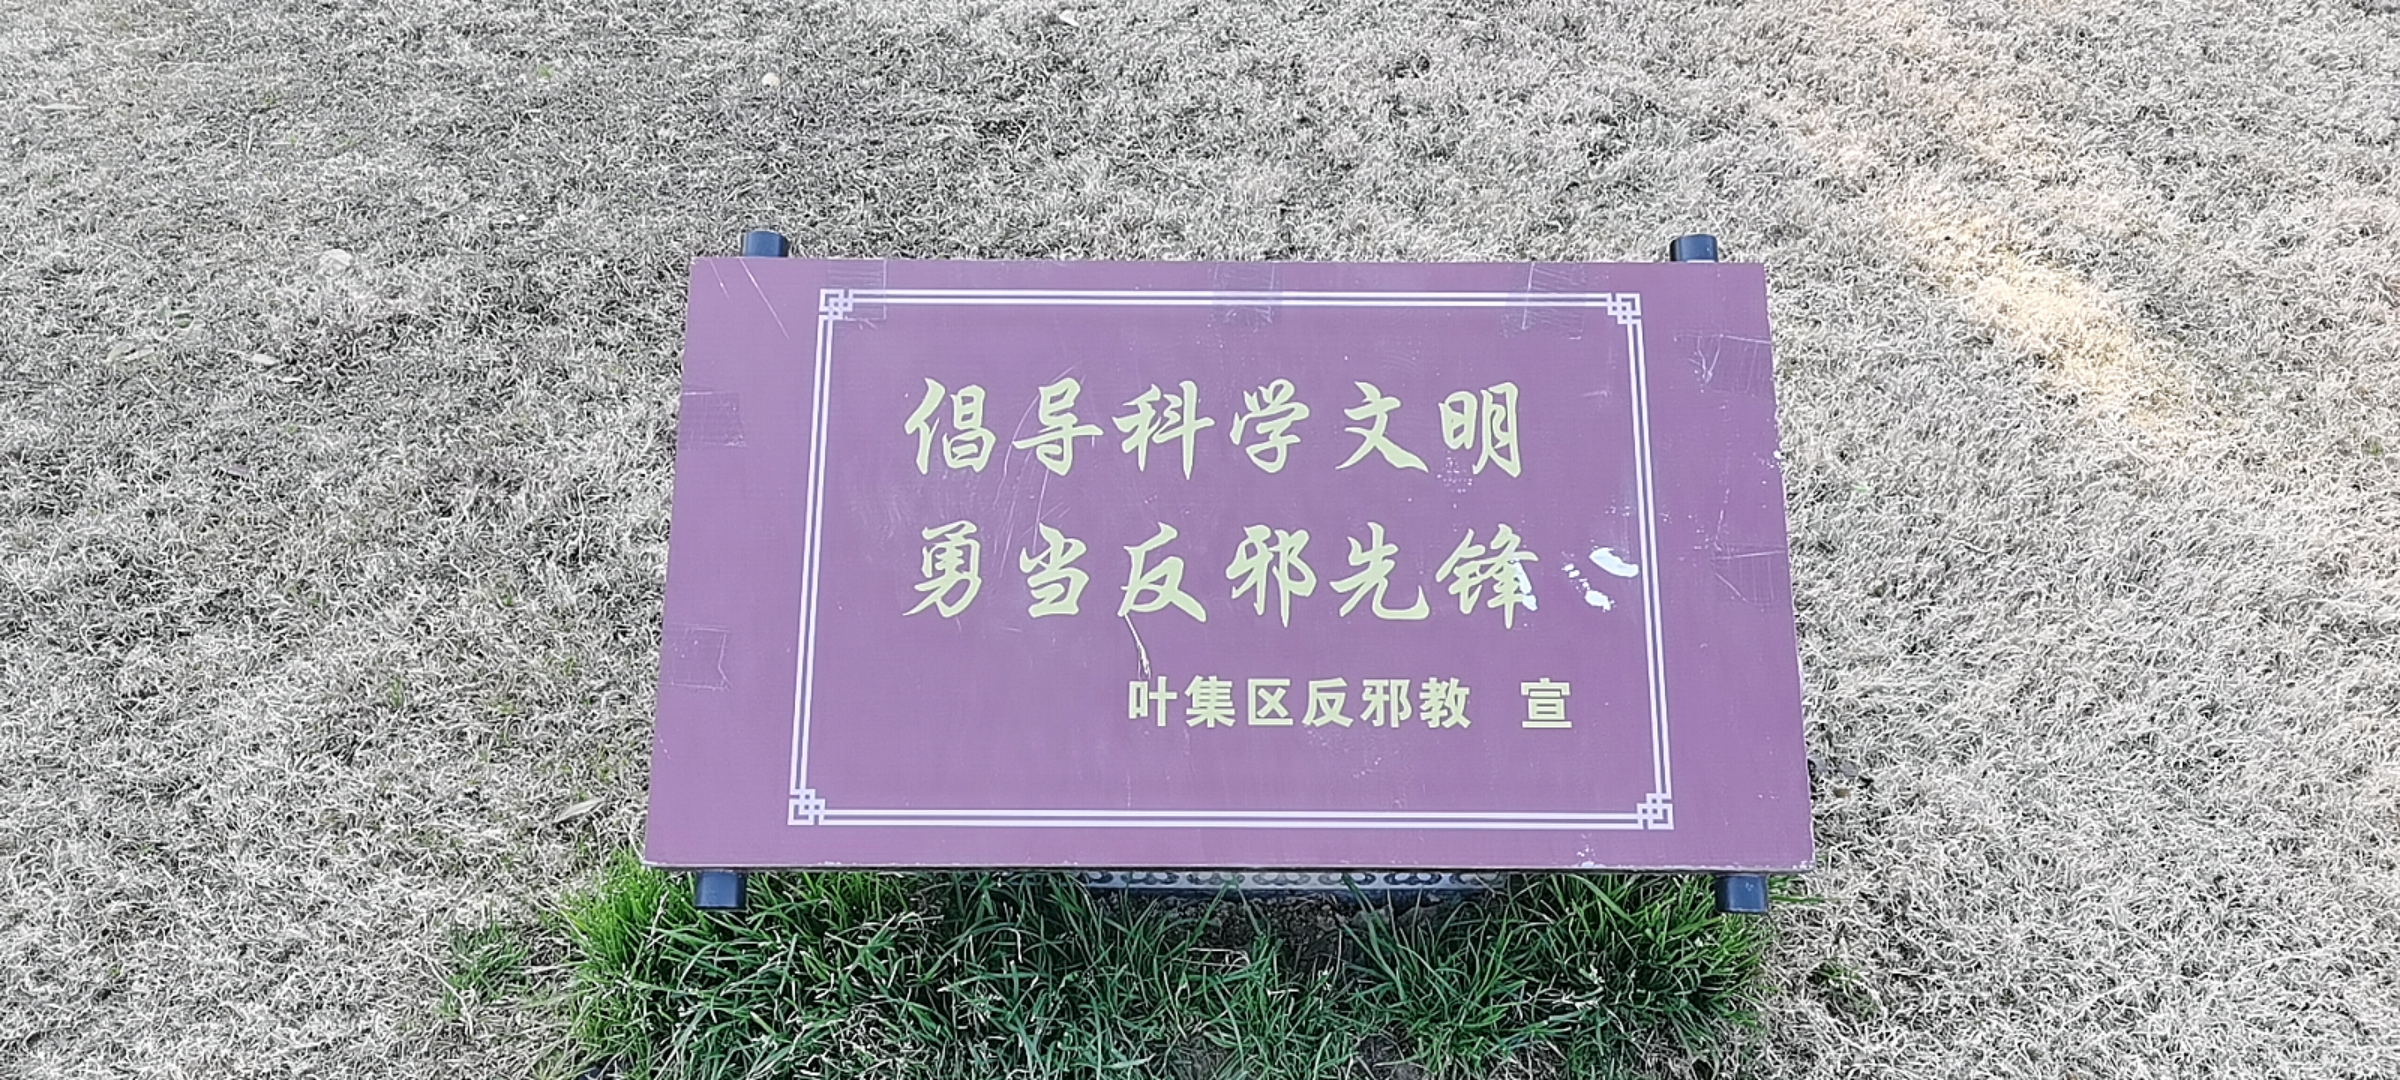 倡导科学文明
勇当反邪先锋
叶集区反邪教 宣